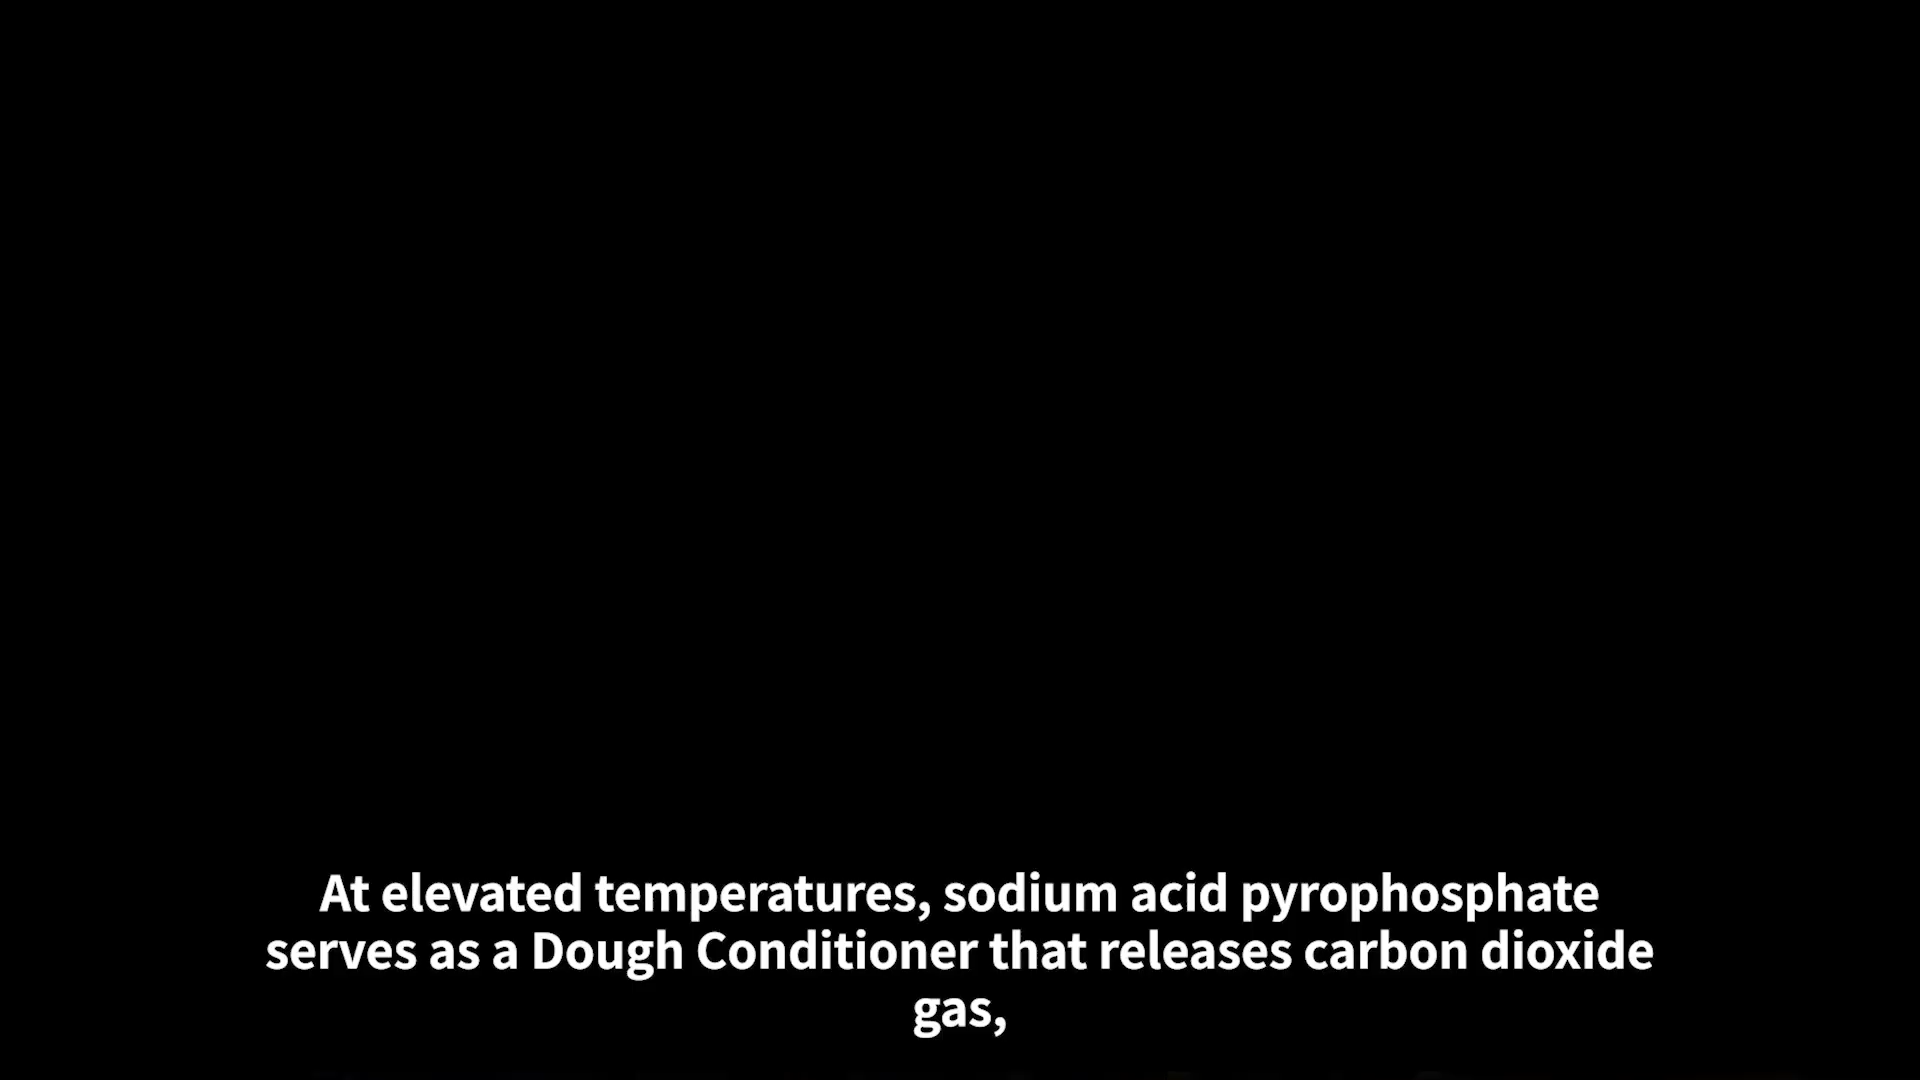 At elevated temperatures, sodium acid pyrophosphate
serves as a Dough Conditioner that releases carbon dioxide
gas,